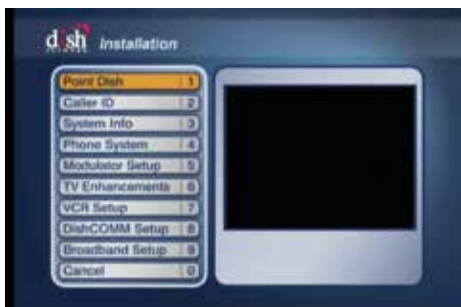 dish
NETWORK
Installation
Point Dish 1
Caller ID 2
System Info 3
Phone System 4
Modulator Setup 5
TV Enhancements 6
VCR Setup 7
DishCOMM Setup 8
Broadband Setup 9
Cancel 0